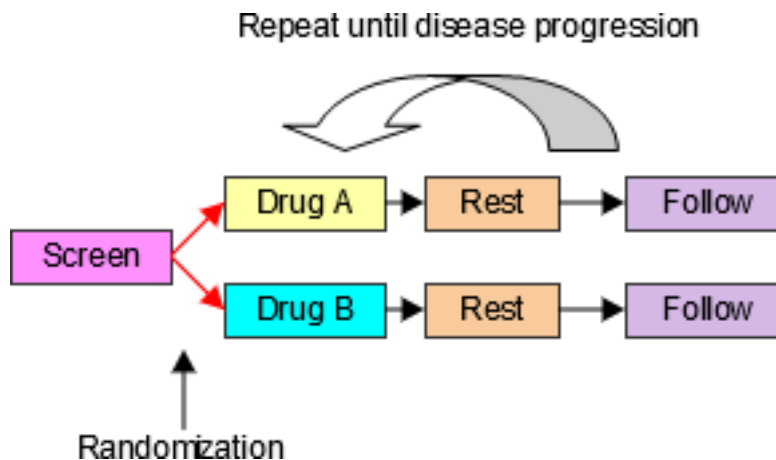 Repeat until disease progression
Drug A
Rest
Follow
Screen
Drug B
Rest
Follow
Randomization